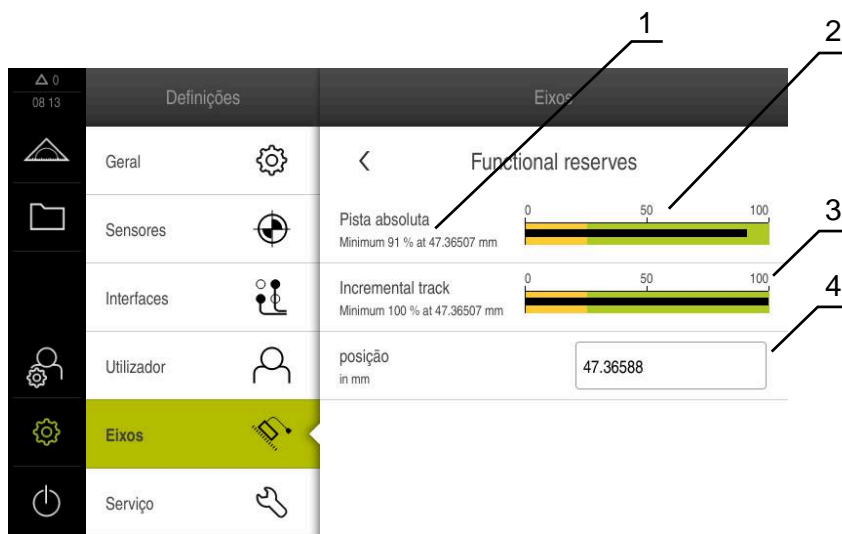 1
2
0
08 13
Definições
Eixos
Geral
Functional reserves
Sensores
Pista absoluta
Minimum 91 % at 47.36507 mm
0 50 100
3
Interfaces
Incremental track
Minimum 100 % at 47.36507 mm
0 50 100
4
Utilizador
posição
in mm
47.36588
Eixos
Serviço